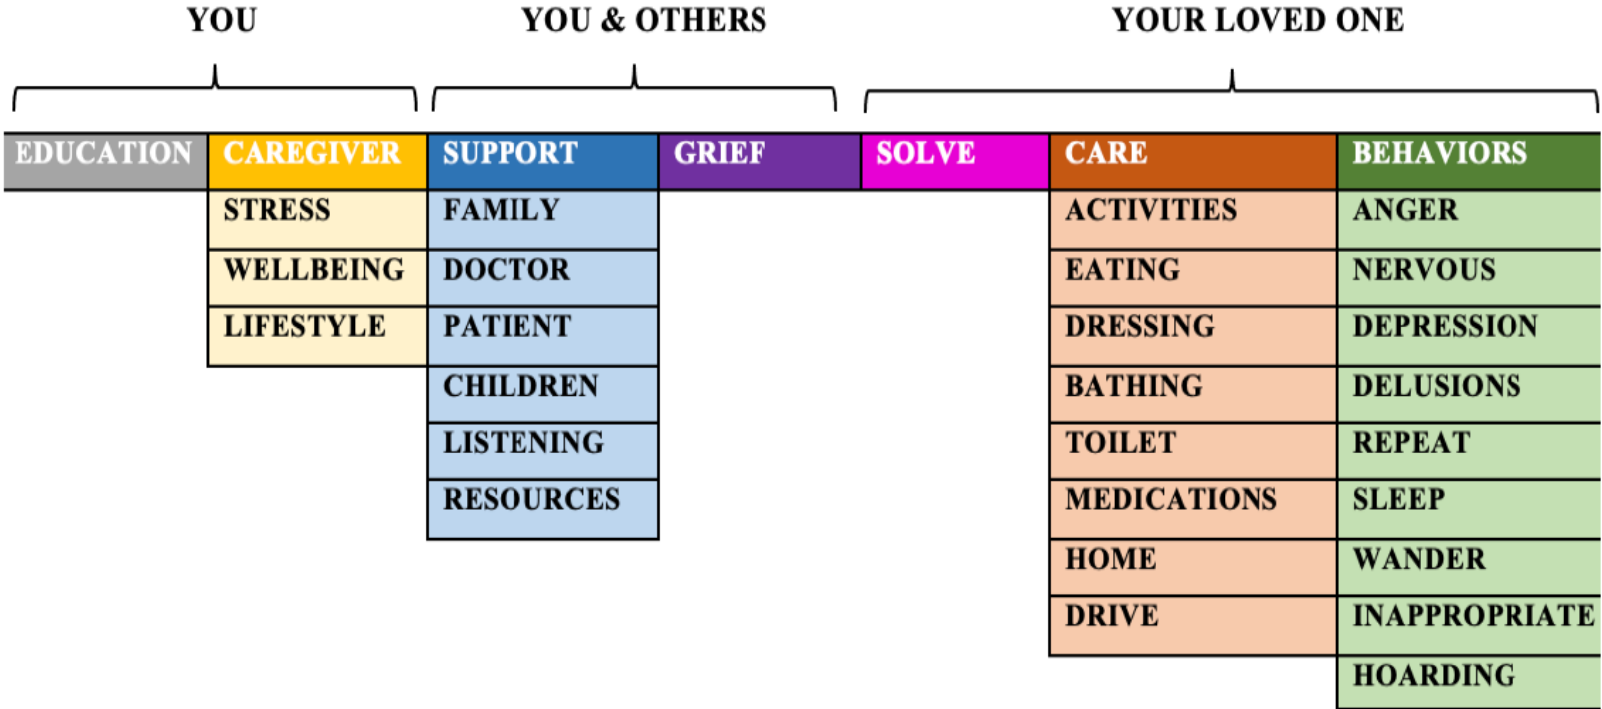 YOU YOU & OTHERS YOUR LOVED ONE
EDUCATION CAREGIVER SUPPORT GRIEF SOLVE CARE BEHAVIORS
STRESS FAMILY ACTIVITIES ANGER
WELLBEING DOCTOR EATING NERVOUS
LIFESTYLE PATIENT DRESSING DEPRESSION
CHILDREN BATHING DELUSIONS
LISTENING TOILET REPEAT
RESOURCES MEDICATIONS SLEEP
HOME WANDER
DRIVE INAPPROPRIATE
HOARDING